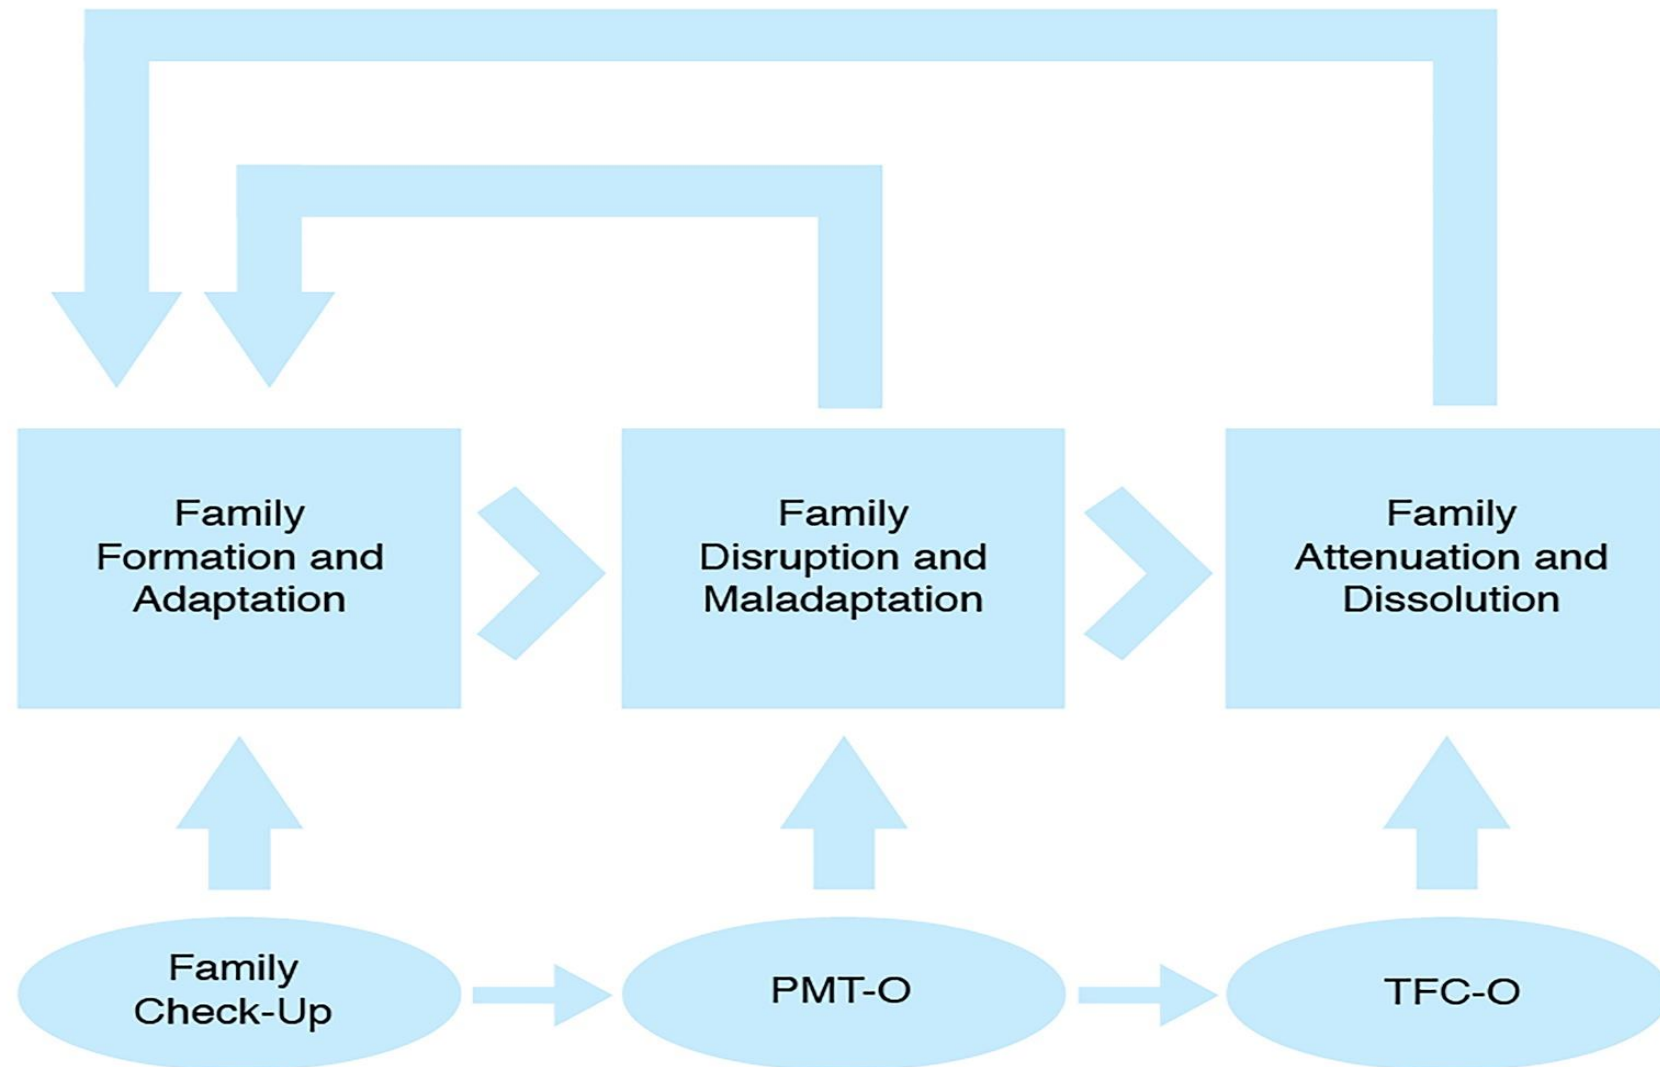 Family
Formation and
Adaptation
Family
Disruption and
Maladaptation
Family
Attenuation and
Dissolution
Family
Check-Up
PMT-O
TFC-O